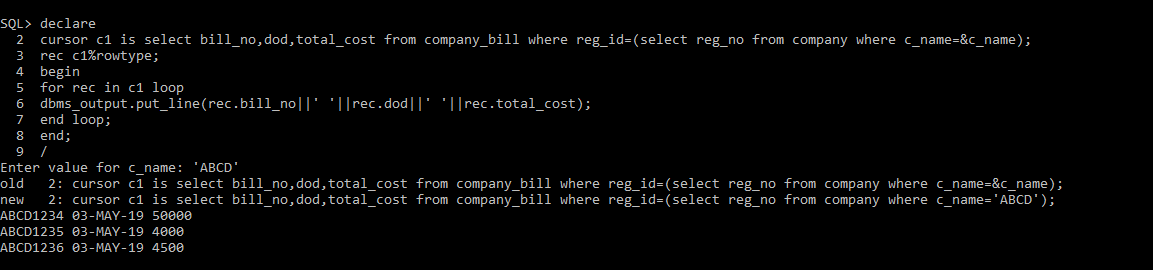 SQL> declare
  2  cursor c1 is select bill_no,dod,total_cost from company_bill where reg_id=(select reg_no from company where c_name=&c_name);
  3  rec c1%rowtype;
  4  begin
  5  for rec in c1 loop
  6  dbms_output.put_line(rec.bill_no||' '||rec.dod||' '||rec.total_cost);
  7  end loop;
  8  end;
  9  /
Enter value for c_name: 'ABCD'
old   2: cursor c1 is select bill_no,dod,total_cost from company_bill where reg_id=(select reg_no from company where c_name=&c_name);
new   2: cursor c1 is select bill_no,dod,total_cost from company_bill where reg_id=(select reg_no from company where c_name='ABCD');
ABCD1234 03-MAY-19 50000
ABCD1235 03-MAY-19 4000
ABCD1236 03-MAY-19 4500